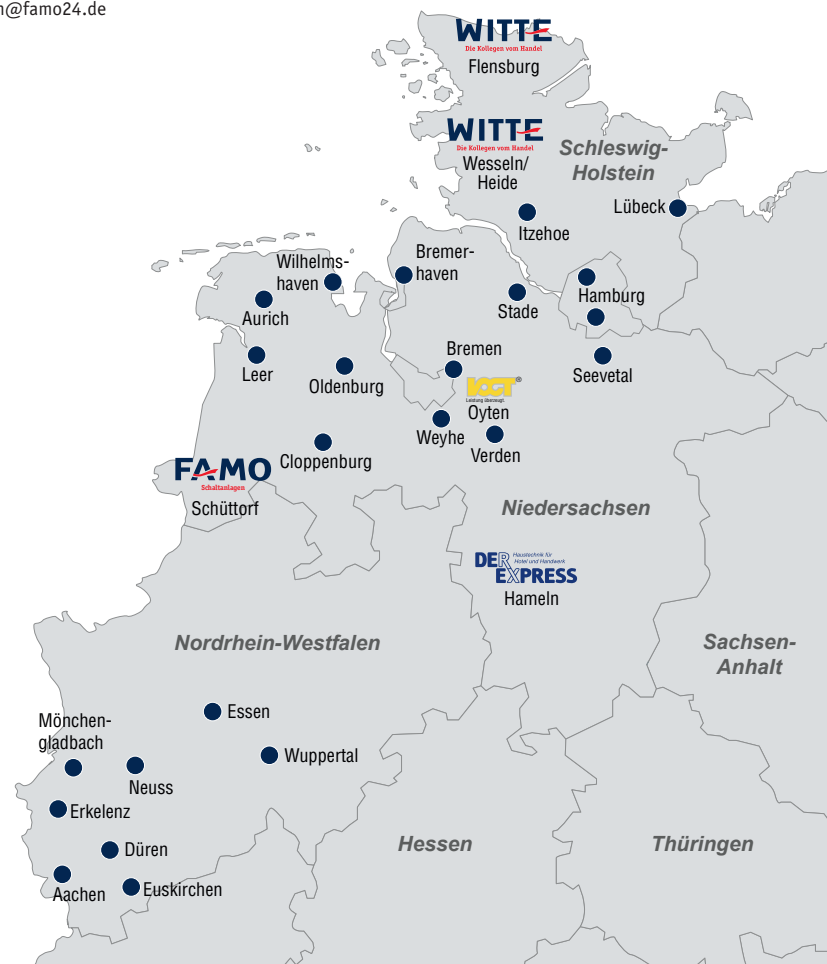 n@famo24.de
WITTE
Die Kollegen vom Handel
Flensburg
WITTE
Die Kollegen vom Handel
Wesseln/
Heide
Schleswig-
Holstein
Lübeck
Itzehoe
Wilhelms-
haven
Bremer-
haven
Aurich
Stade
Hamburg
Leer
Oldenburg
Bremen
Seevetal
VOGT®
Leistung überzeugt.
Oyten
Weyhe
Verden
Cloppenburg
FAMO
Schaltanlagen
Schüttorf
Niedersachsen
DER Haustechnik für
Hotel und Handwerk
EXPRESS
Hameln
Nordrhein-Westfalen
Sachsen-
Anhalt
Essen
Mönchen-
gladbach
Wuppertal
Neuss
Erkelenz
Düren
Hessen
Thüringen
Aachen
Euskirchen